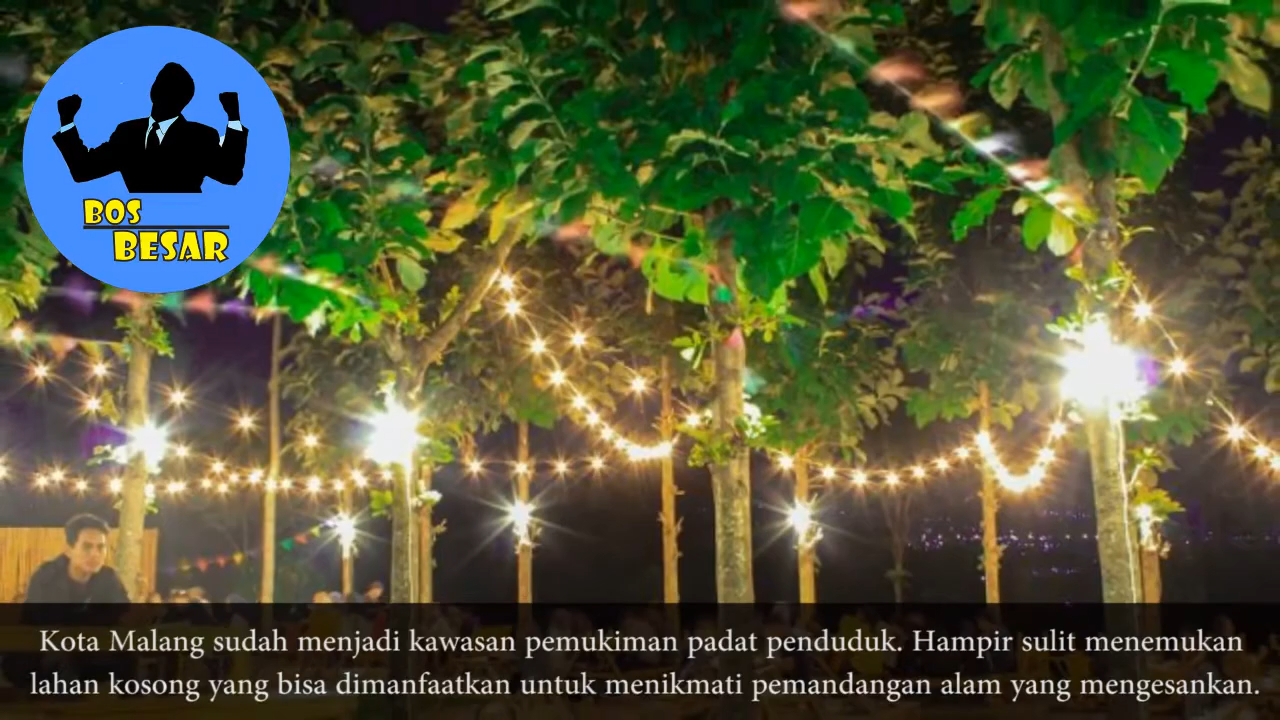 BOS
BESAR
Kota Malang sudah menjadi kawasan pemukiman padat penduduk. Hampir sulit menemukan
lahan kosong yang bisa dimanfaatkan untuk menikmati pemandangan alam yang mengesankan.